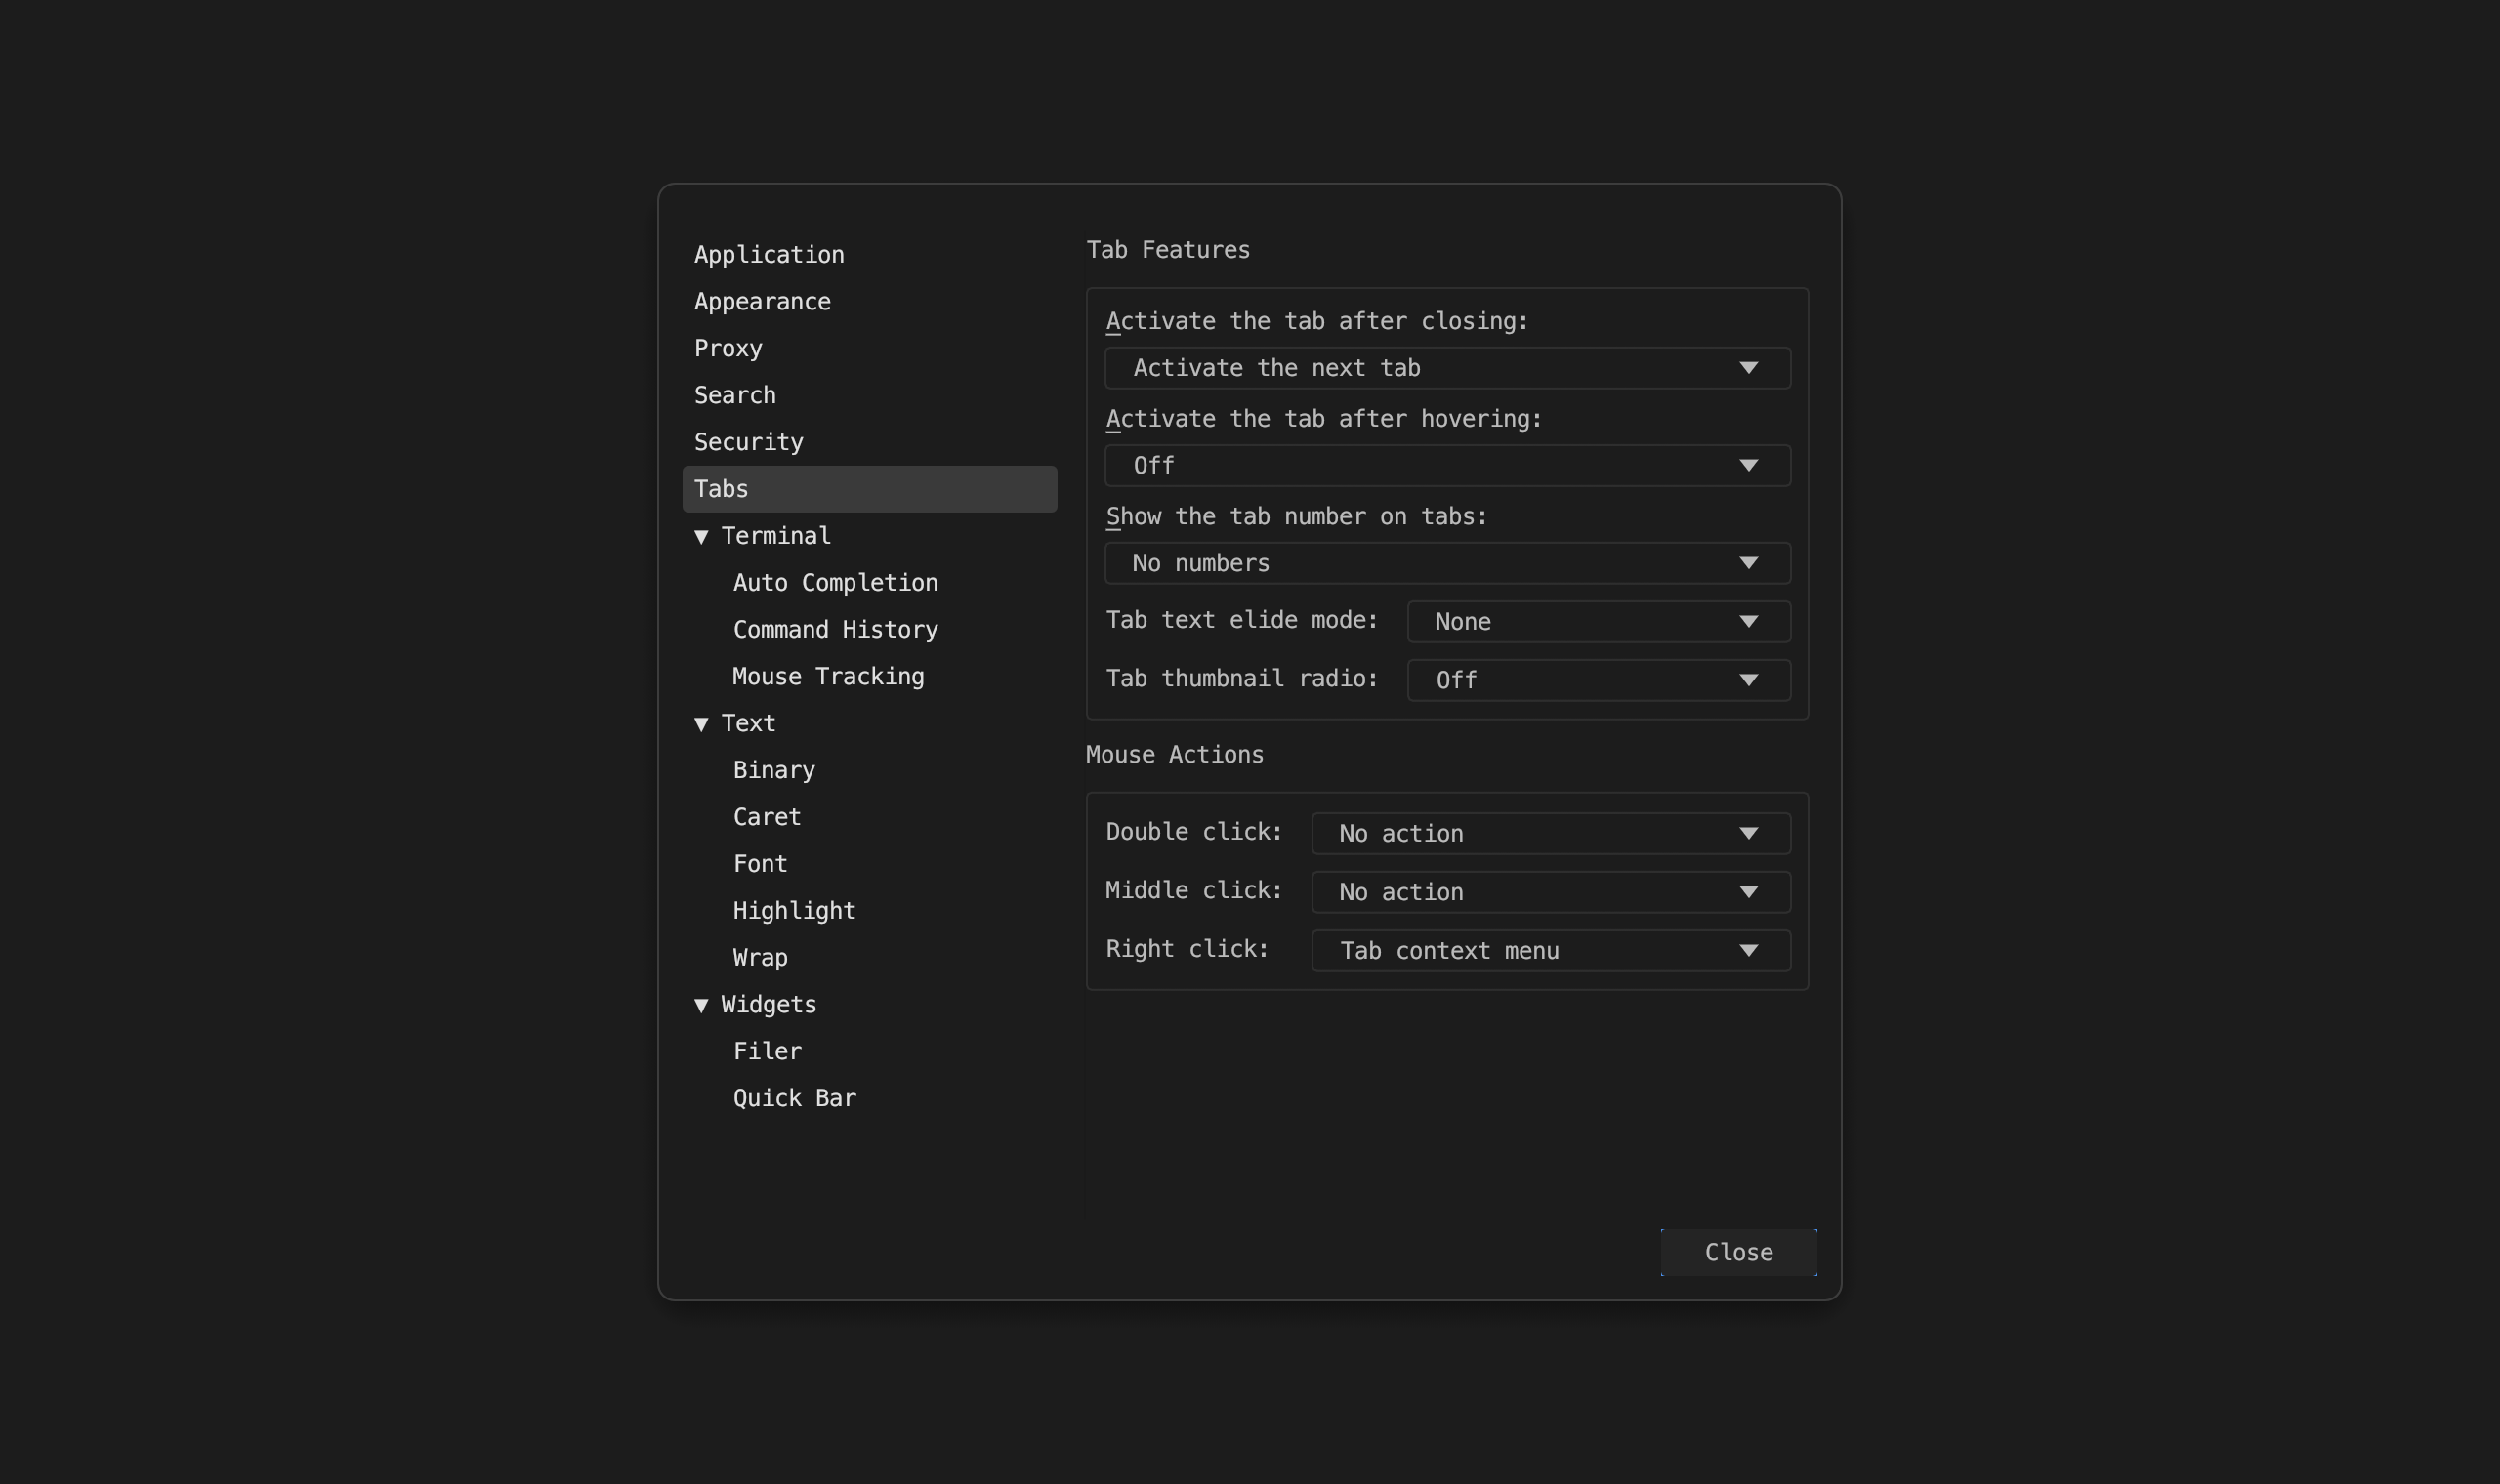 Application
Appearance
Proxy
Search
Security
Tabs
▼ Terminal
Auto Completion
Command History
Mouse Tracking
▼ Text
Binary
Caret
Font
Highlight
Wrap
▼ Widgets
Filer
Quick Bar
Tab Features
Activate the tab after closing:
Activate the next tab
Activate the tab after hovering:
Off
Show the tab number on tabs:
No numbers
Tab text elide mode: None
Tab thumbnail radio: Off
Mouse Actions
Double click: No action
Middle click: No action
Right click: Tab context menu
Close